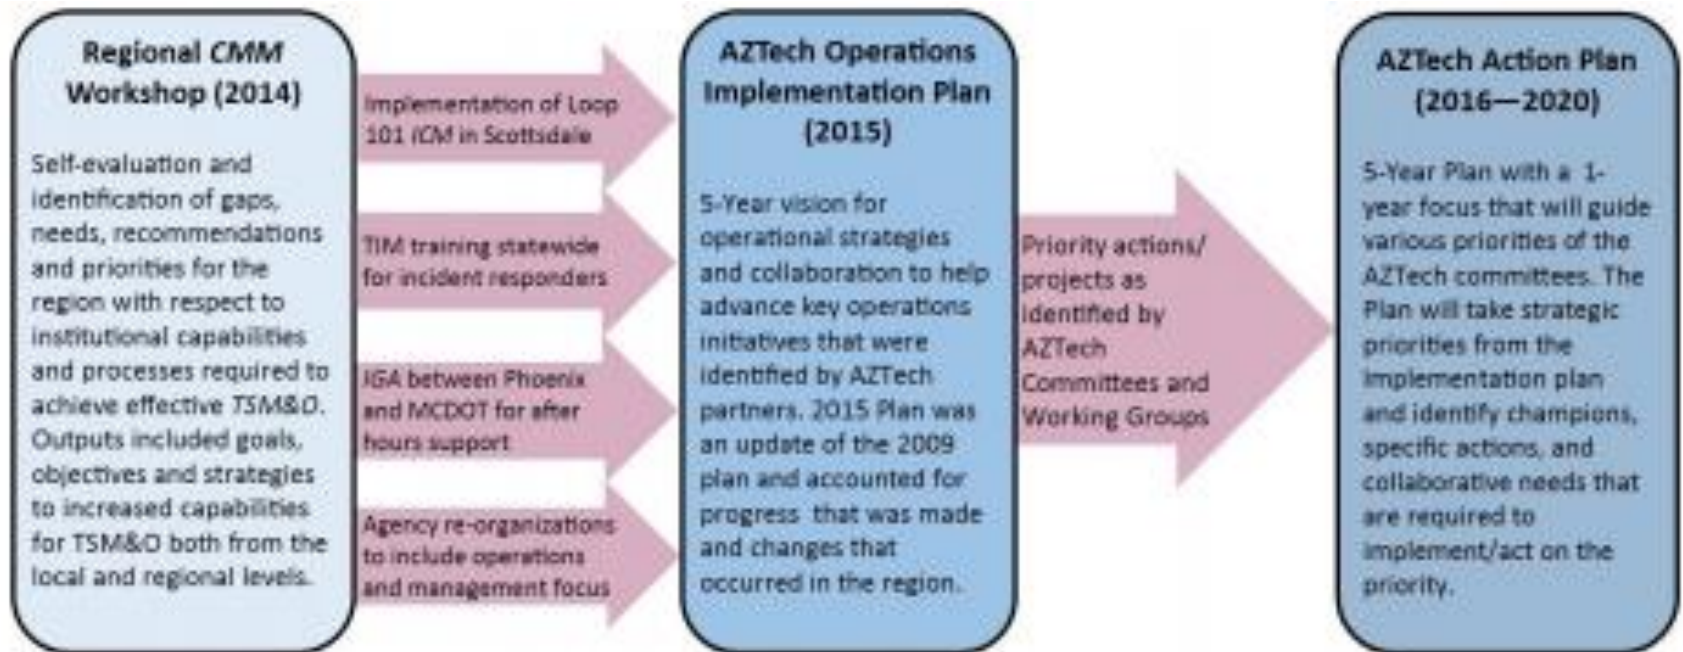 Regional CMM
Workshop (2014)
Self-evaluation and
identification of gaps,
needs, recommendations
and priorities for the
region with respect to
institutional capabilities
and processes required to
achieve effective TSM&O.
Outputs included goals,
objectives and strategies
to increased capabilities
for TSM&O both from the
local and regional levels.
Implementation of Loop
101 ICM in Scottsdale
TIM training statewide
for incident responders
IGA between Phoenix
and MCDOT for after
hours support
Agency re-organizations
to include operations
and management focus
AZTech Operations
Implementation Plan
(2015)
5-Year vision for
operational strategies
and collaboration to help
advance key operations
initiatives that were
identified by AZTech
partners. 2015 Plan was
an update of the 2009
plan and accounted for
progress that was made
and changes that
occurred in the region.
Priority actions/
projects as
identified by
AZTech
Committees and
Working Groups
AZTech Action Plan
(2016—2020)
5-Year Plan with a 1-
year focus that will guide
various priorities of the
AZTech committees. The
Plan will take strategic
priorities from the
Implementation plan
and identify champions,
specific actions, and
collaborative needs that
are required to
implement/act on the
priority.